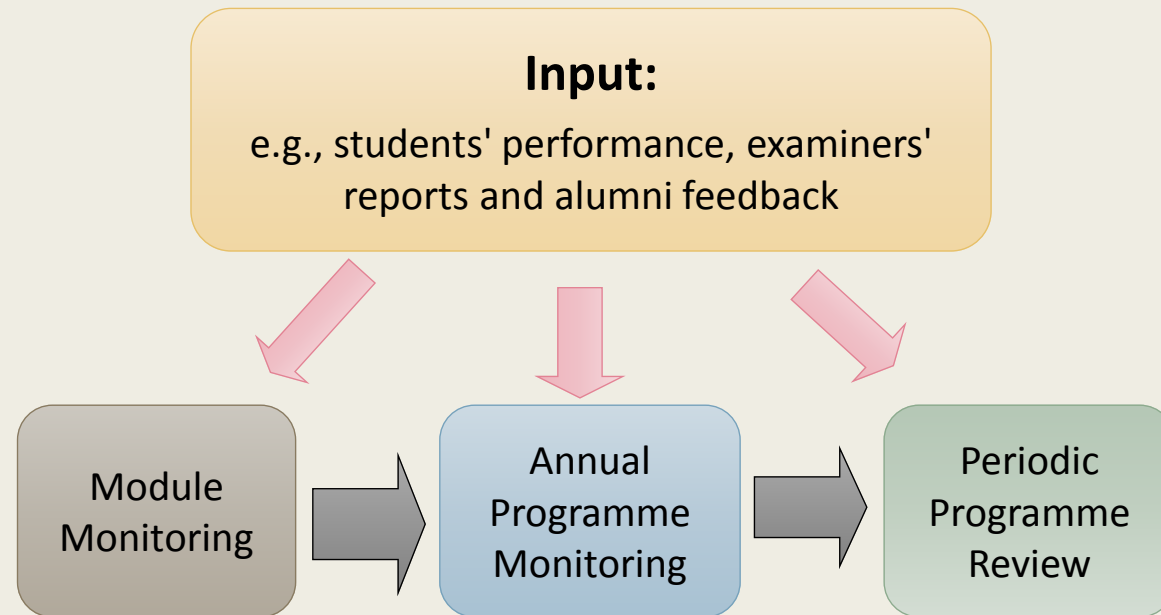 Input:
e.g., students' performance, examiners'
reports and alumni feedback
Module
Monitoring
Annual
Programme
Monitoring
Periodic
Programme
Review